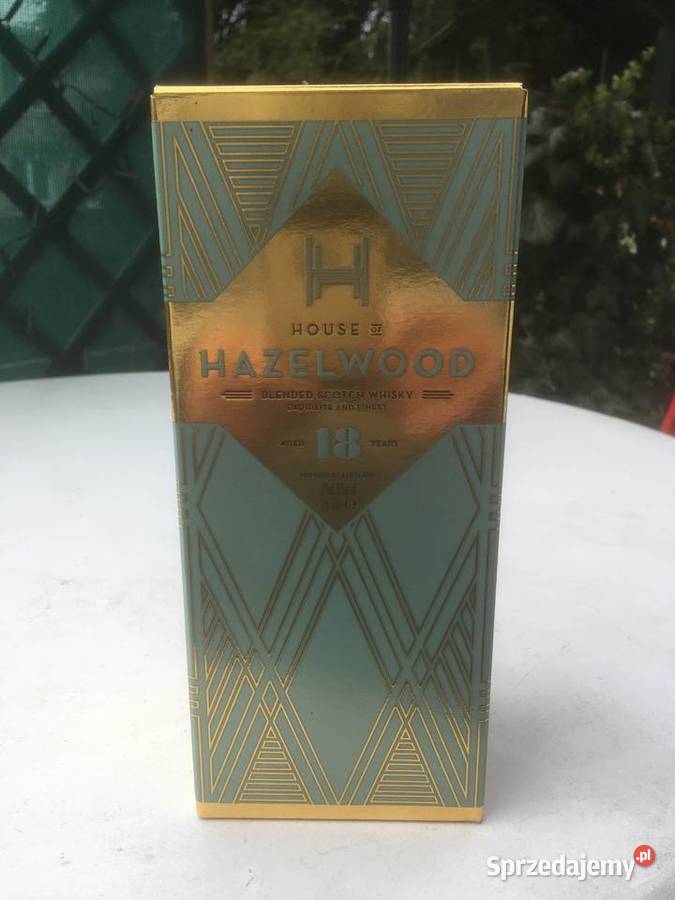 H
HOUSE OF
HAZELWOOD
BLENDED SCOTCH WHISKY
EXQUISITE AND FINEST
AGED 18 YEARS
Sprzedajemy.pl